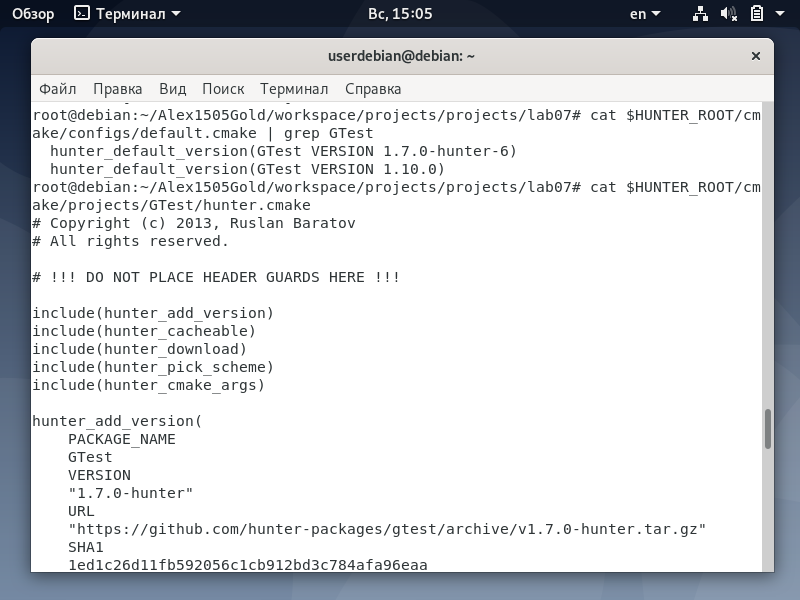 Обзор Терминал Вс, 15:05 en
userdebian@debian: ~ ×
Файл Правка Вид Поиск Терминал Справка
root@debian:~/Alex1505Gold/workspace/projects/projects/lab07# cat $HUNTER_ROOT/cm
ake/configs/default.cmake | grep GTest
  hunter_default_version(GTest VERSION 1.7.0-hunter-6)
  hunter_default_version(GTest VERSION 1.10.0)
root@debian:~/Alex1505Gold/workspace/projects/projects/lab07# cat $HUNTER_ROOT/cm
ake/projects/GTest/hunter.cmake
# Copyright (c) 2013, Ruslan Baratov
# All rights reserved.
# !!! DO NOT PLACE HEADER GUARDS HERE !!!
include(hunter_add_version)
include(hunter_cacheable)
include(hunter_download)
include(hunter_pick_scheme)
include(hunter_cmake_args)
hunter_add_version(
    PACKAGE_NAME
    GTest
    VERSION
    "1.7.0-hunter"
    URL
    "https://github.com/hunter-packages/gtest/archive/v1.7.0-hunter.tar.gz"
    SHA1
    1ed1c26d11fb592056c1cb912bd3c784afa96eaa